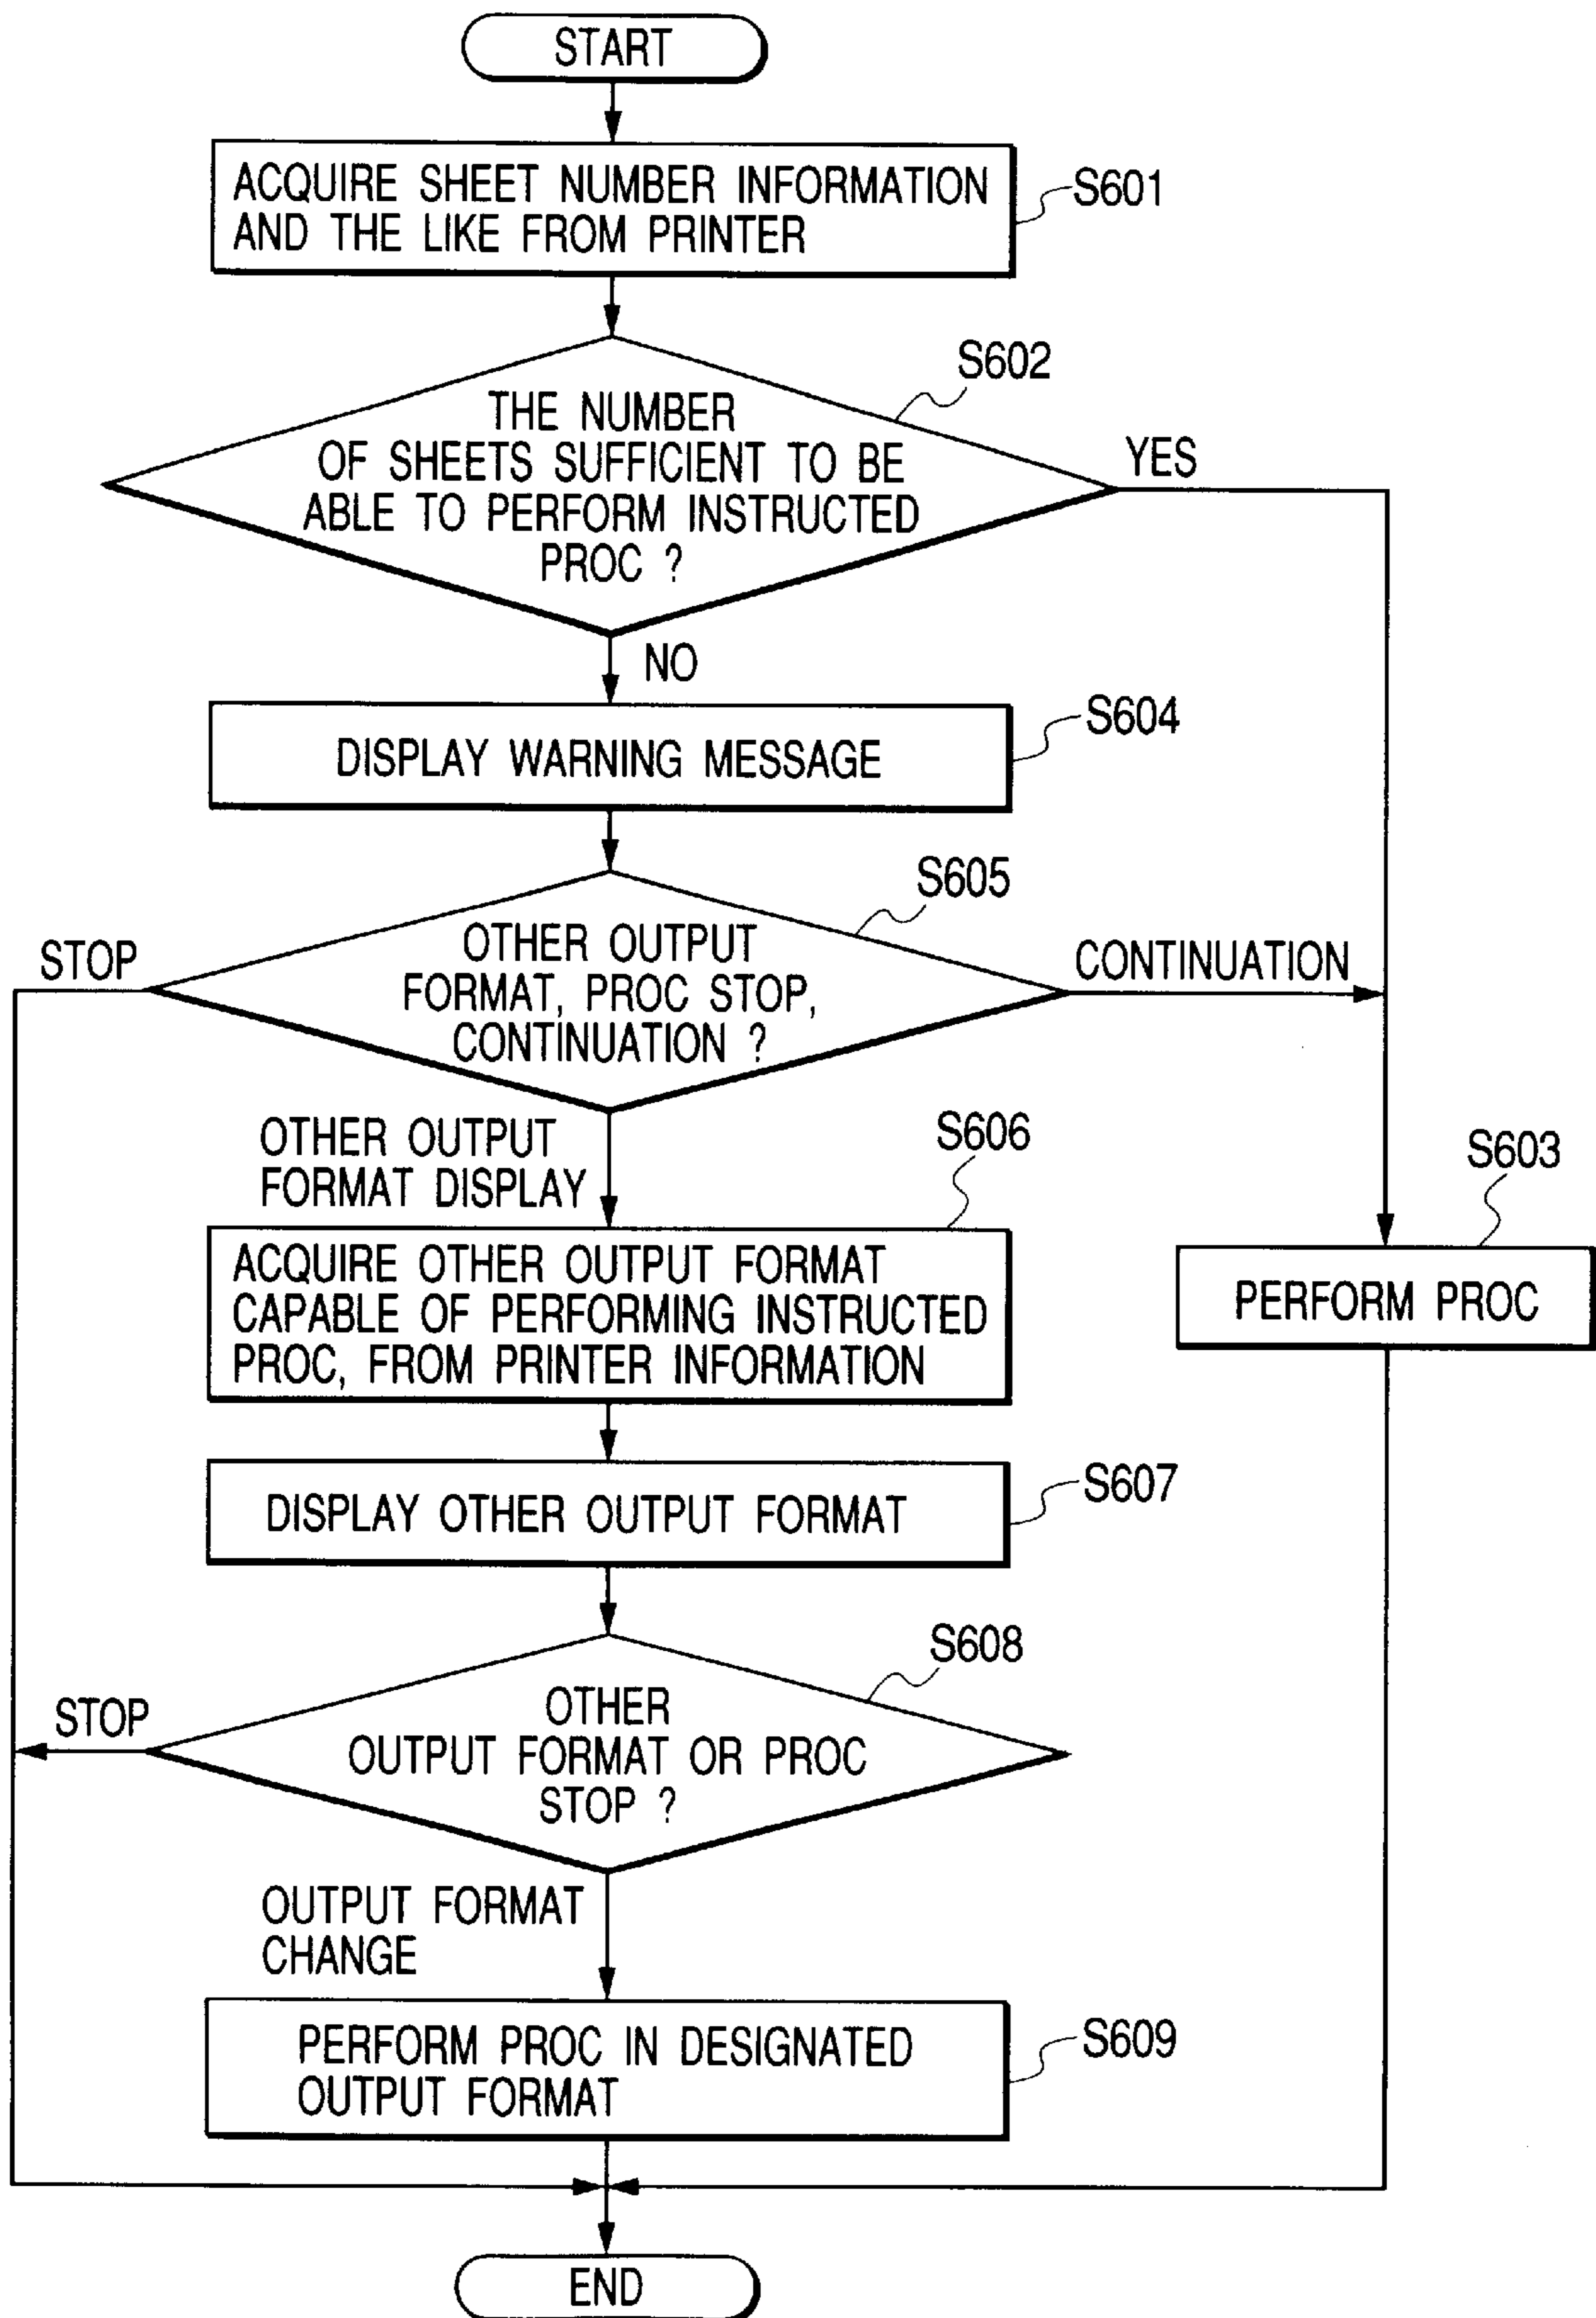 START
ACQUIRE SHEET NUMBER INFORMATION
AND THE LIKE FROM PRINTER
S601
S602
THE NUMBER
OF SHEETS SUFFICIENT TO BE
ABLE TO PERFORM INSTRUCTED
PROC ?
YES
NO
S604
DISPLAY WARNING MESSAGE
S605
OTHER OUTPUT
FORMAT, PROC STOP,
CONTINUATION ?
STOP
CONTINUATION
OTHER OUTPUT
FORMAT DISPLAY
S606
S603
ACQUIRE OTHER OUTPUT FORMAT
CAPABLE OF PERFORMING INSTRUCTED
PROC, FROM PRINTER INFORMATION
PERFORM PROC
S607
DISPLAY OTHER OUTPUT FORMAT
S608
OTHER
OUTPUT FORMAT OR PROC
STOP ?
STOP
OUTPUT FORMAT
CHANGE
PERFORM PROC IN DESIGNATED
OUTPUT FORMAT
S609
END